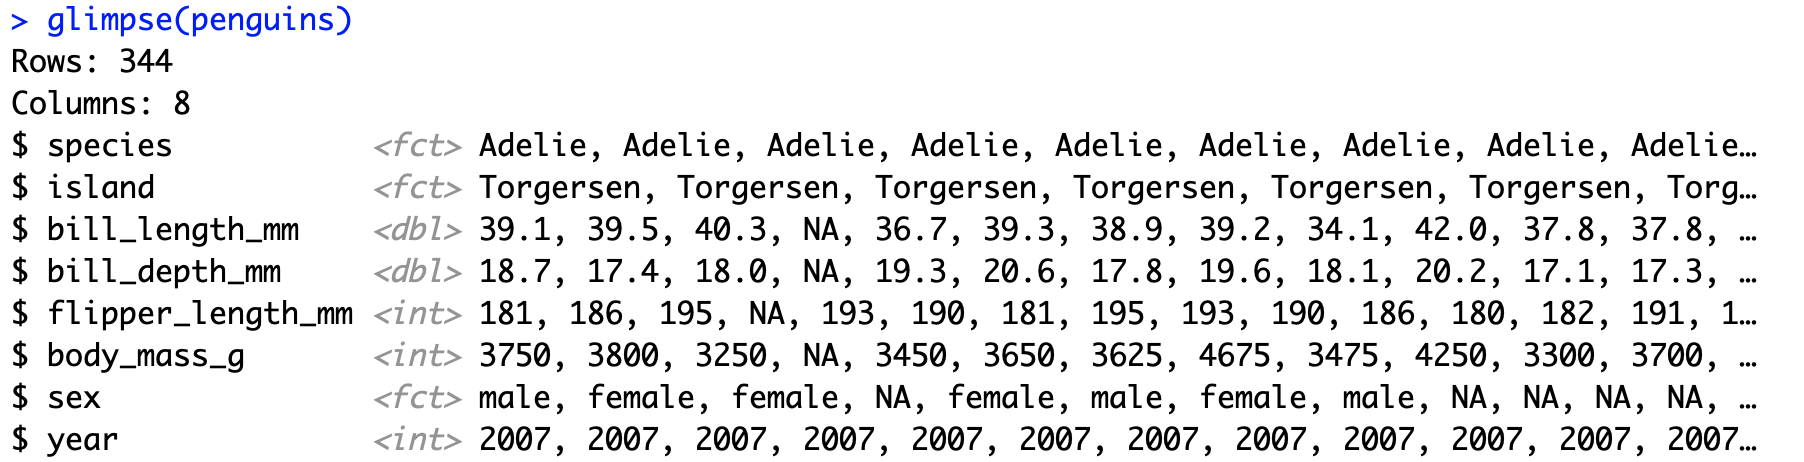 > glimpse(penguins)
Rows: 344
Columns: 8
$ species           <fct> Adelie, Adelie, Adelie, Adelie, Adelie, Adelie, Adelie, Adelie, Adelie…
$ island            <fct> Torgersen, Torgersen, Torgersen, Torgersen, Torgersen, Torgersen, Torg…
$ bill_length_mm    <dbl> 39.1, 39.5, 40.3, NA, 36.7, 39.3, 38.9, 39.2, 34.1, 42.0, 37.8, 37.8, …
$ bill_depth_mm     <dbl> 18.7, 17.4, 18.0, NA, 19.3, 20.6, 17.8, 19.6, 18.1, 20.2, 17.1, 17.3, …
$ flipper_length_mm <int> 181, 186, 195, NA, 193, 190, 181, 195, 193, 190, 186, 180, 182, 191, 1…
$ body_mass_g       <int> 3750, 3800, 3250, NA, 3450, 3650, 3625, 4675, 3475, 4250, 3300, 3700, …
$ sex               <fct> male, female, female, NA, female, male, female, male, NA, NA, NA, NA, …
$ year              <int> 2007, 2007, 2007, 2007, 2007, 2007, 2007, 2007, 2007, 2007, 2007, 2007…